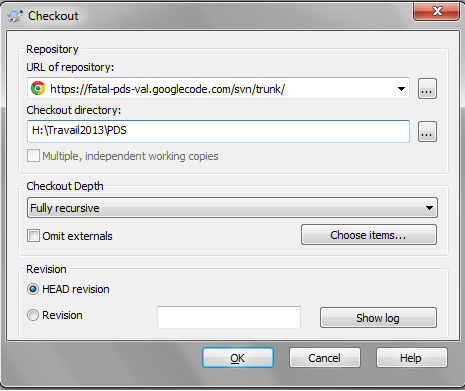 Checkout
Repository
URL of repository:
https://fatal-pds-val.googlecode.com/svn/trunk/
...
Checkout directory:
H:\Travail2013\PDS
...
Multiple, independent working copies
Checkout Depth
Fully recursive
Omit externals
Choose items...
Revision
HEAD revision
Revision
Show log
OK
Cancel
Help